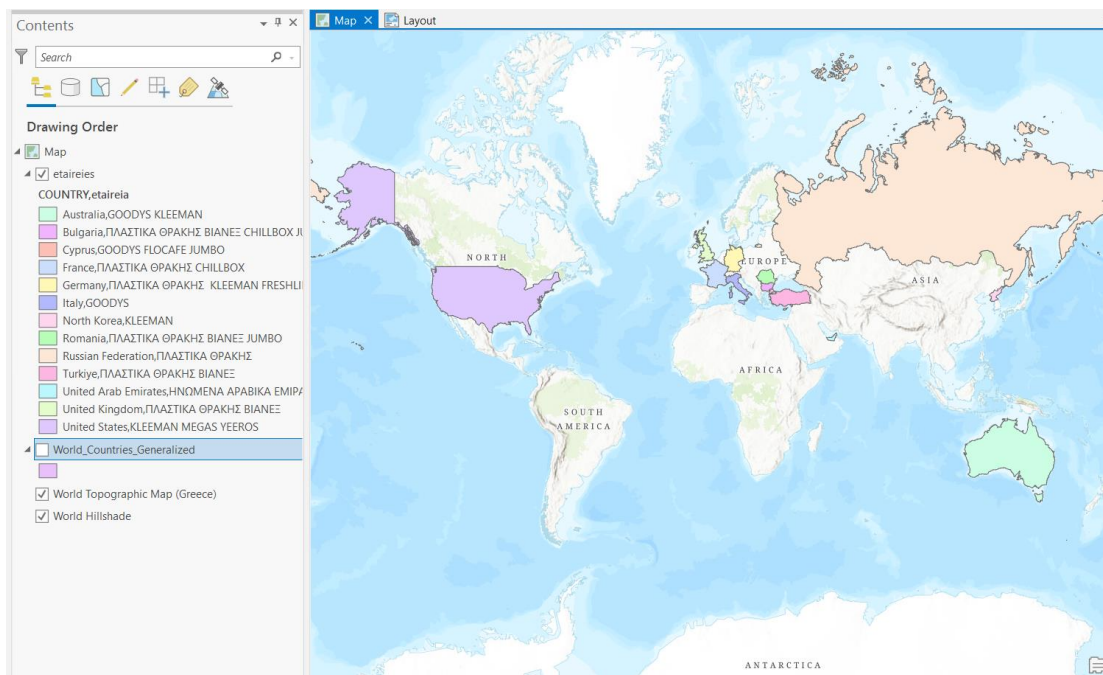 Contents
Map
Layout
Search
Drawing Order
Map
etaireies
COUNTRY,etaireia
Australia,GOODYS KLEEMAN
Bulgaria,ΠΛΑΣΤΙΚΑ ΘΡΑΚΗΣ ΒΙΑΝΕΞ CHILLBOX JU
Cyprus,GOODYS FLOCAFE JUMBO
France,ΠΛΑΣΤΙΚΑ ΘΡΑΚΗΣ CHILLBOX
Germany,ΠΛΑΣΤΙΚΑ ΘΡΑΚΗΣ  KLEEMAN FRESHLI
Italy,GOODYS
North Korea,KLEEMAN
Romania,ΠΛΑΣΤΙΚΑ ΘΡΑΚΗΣ ΒΙΑΝΕΞ JUMBO
Russian Federation,ΠΛΑΣΤΙΚΑ ΘΡΑΚΗΣ
Turkiye,ΠΛΑΣΤΙΚΑ ΘΡΑΚΗΣ ΒΙΑΝΕΞ
United Arab Emirates,ΗΝΩΜΕΝΑ ΑΡΑΒΙΚΑ ΕΜΙΡΑ
United Kingdom,ΠΛΑΣΤΙΚΑ ΘΡΑΚΗΣ ΒΙΑΝΕΞ
United States,KLEEMAN MEGAS YEEROS
World_Countries_Generalized
World Topographic Map (Greece)
World Hillshade
NORTH
EUROPE
ASIA
AFRICA
SOUTH
AMERICA
ANTARCTICA